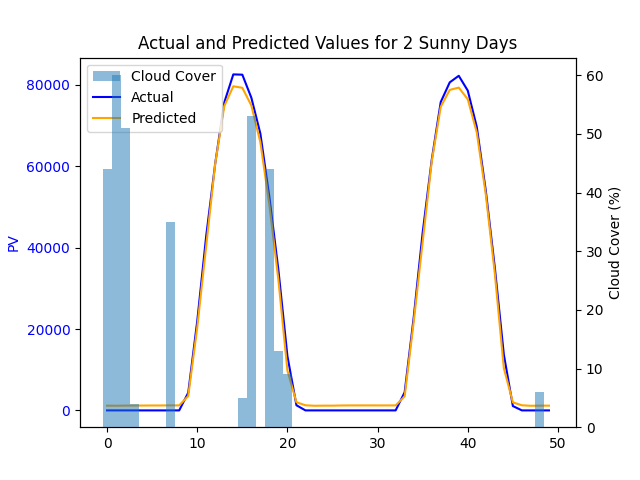 Actual and Predicted Values for 2 Sunny Days
Cloud Cover
Actual
Predicted
80000
60000
40000
20000
0
PV
60
50
40
30
20
10
0
Cloud Cover (%)
0 10 20 30 40 50